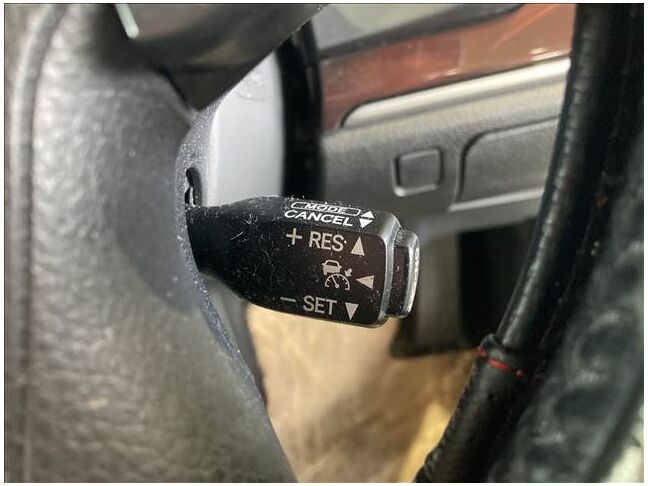 MODE
CANCEL
+ RES
− SET